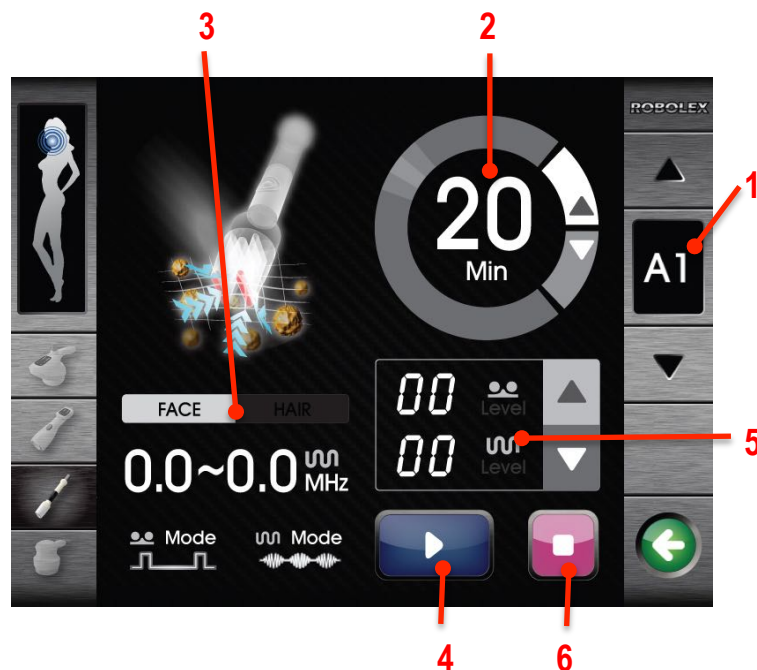 3
2
ROBOLEX
1
20
Min
A1
FACE HAIR
00 Level
00 Level
5
0.0~0.0 MHz
Mode
Mode
4
6